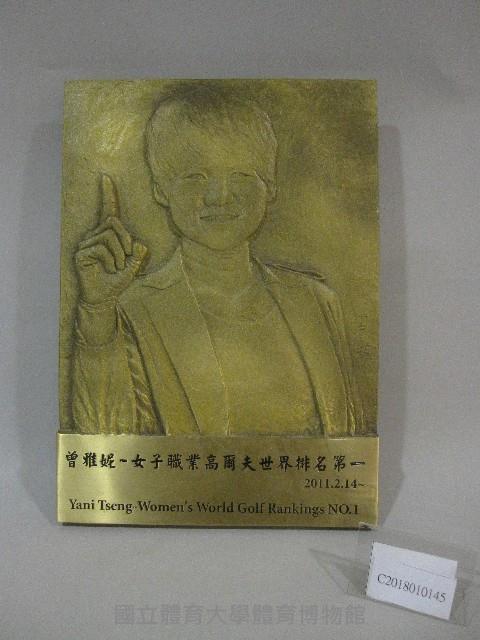 曾雅妮~女子職業高爾夫世界排名第一
2011.2.14~
Yani Tseng~Women's World Golf Rankings NO.1
C2018010145
國立體育大學體育博物館